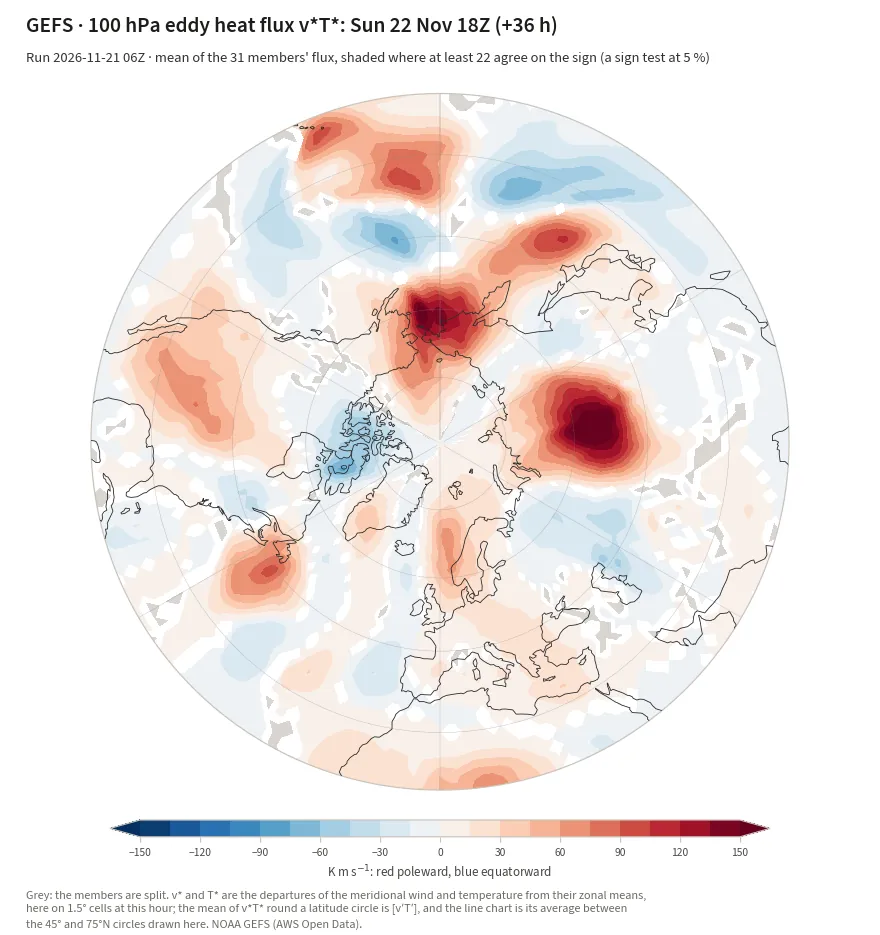 GEFS · 100 hPa eddy heat flux v*T*: Sun 22 Nov 18Z (+36 h)
Run 2026-11-21 06Z · mean of the 31 members' flux, shaded where at least 22 agree on the sign (a sign test at 5 %)
−150 −120 −90 −60 −30 0 30 60 90 120 150
K m s⁻¹: red poleward, blue equatorward
Grey: the members are split. v* and T* are the departures of the meridional wind and temperature from their zonal means,
here on 1.5° cells at this hour; the mean of v*T* round a latitude circle is [v'T'], and the line chart is its average between
the 45° and 75°N circles drawn here. NOAA GEFS (AWS Open Data).